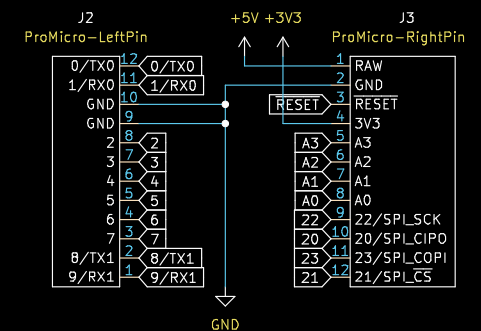 J2
ProMicro-LeftPin
+5V +3V3
J3
ProMicro-RightPin
0/TX0 12 0/TX0
1/RX0 11 1/RX0
GND 10
GND 9
2 8 2
3 7 3
4 6 4
5 5 5
6 4 6
7 3 7
8/TX1 2 8/TX1
9/RX1 1 9/RX1
1 RAW
2 GND
RESET 3 RESET
4 3V3
A3 5 A3
A2 6 A2
A1 7 A1
A0 8 A0
22 9 22/SPI_SCK
20 10 20/SPI_CIPO
23 11 23/SPI_COPI
21 12 21/SPI_CS
GND